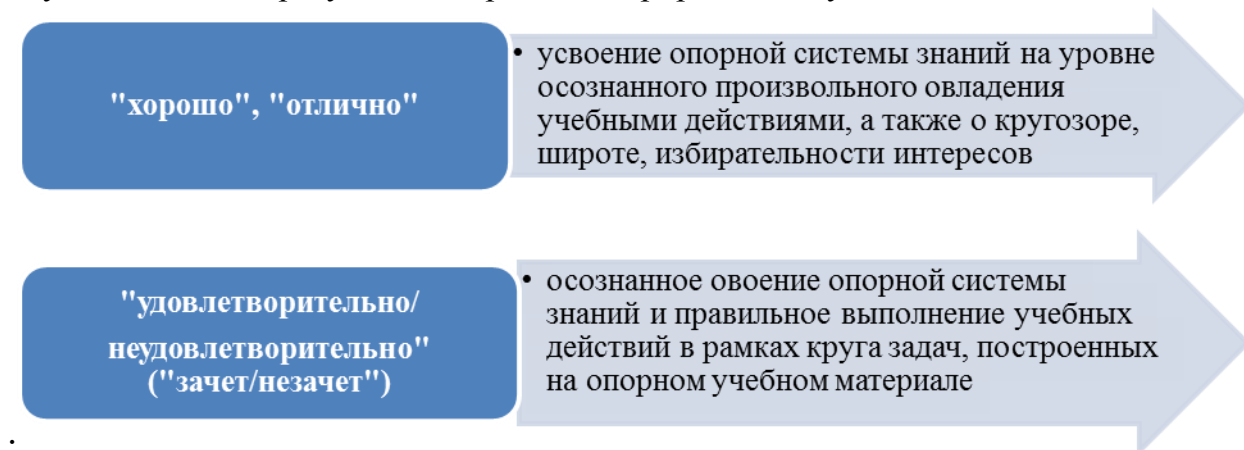 "хорошо", "отлично"
• усвоение опорной системы знаний на уровне
осознанного произвольного овладения
учебными действиями, а также о кругозоре,
широте, избирательности интересов
"удовлетворительно/
неудовлетворительно"
("зачет/незачет")
• осознанное овоение опорной системы
знаний и правильное выполнение учебных
действий в рамках круга задач, построенных
на опорном учебном материале
.